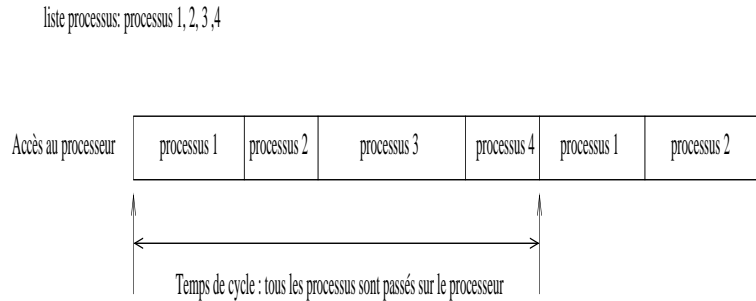 liste processus: processus 1, 2, 3 ,4
Accès au processeur
processus 1
processus 2
processus 3
processus 4
processus 1
processus 2
Temps de cycle : tous les processus sont passés sur le processeur